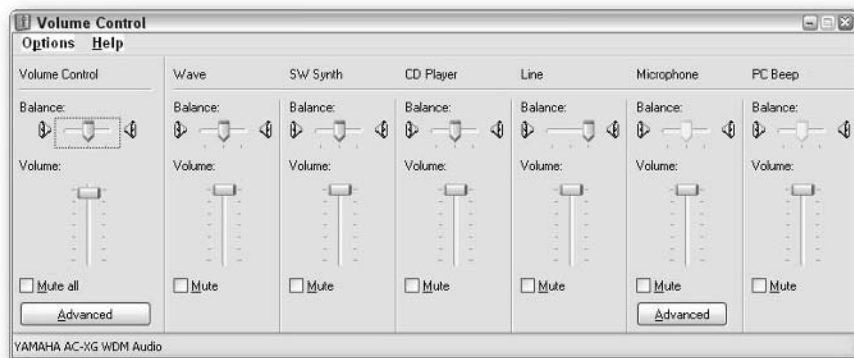 Volume Control
Options Help
Volume Control Wave SW Synth CD Player Line Microphone PC Beep
Balance: Balance: Balance: Balance: Balance: Balance: Balance:
Volume: Volume: Volume: Volume: Volume: Volume: Volume:
Mute all Mute Mute Mute Mute Mute Mute
Advanced Advanced
YAMAHA AC-XG WDM Audio